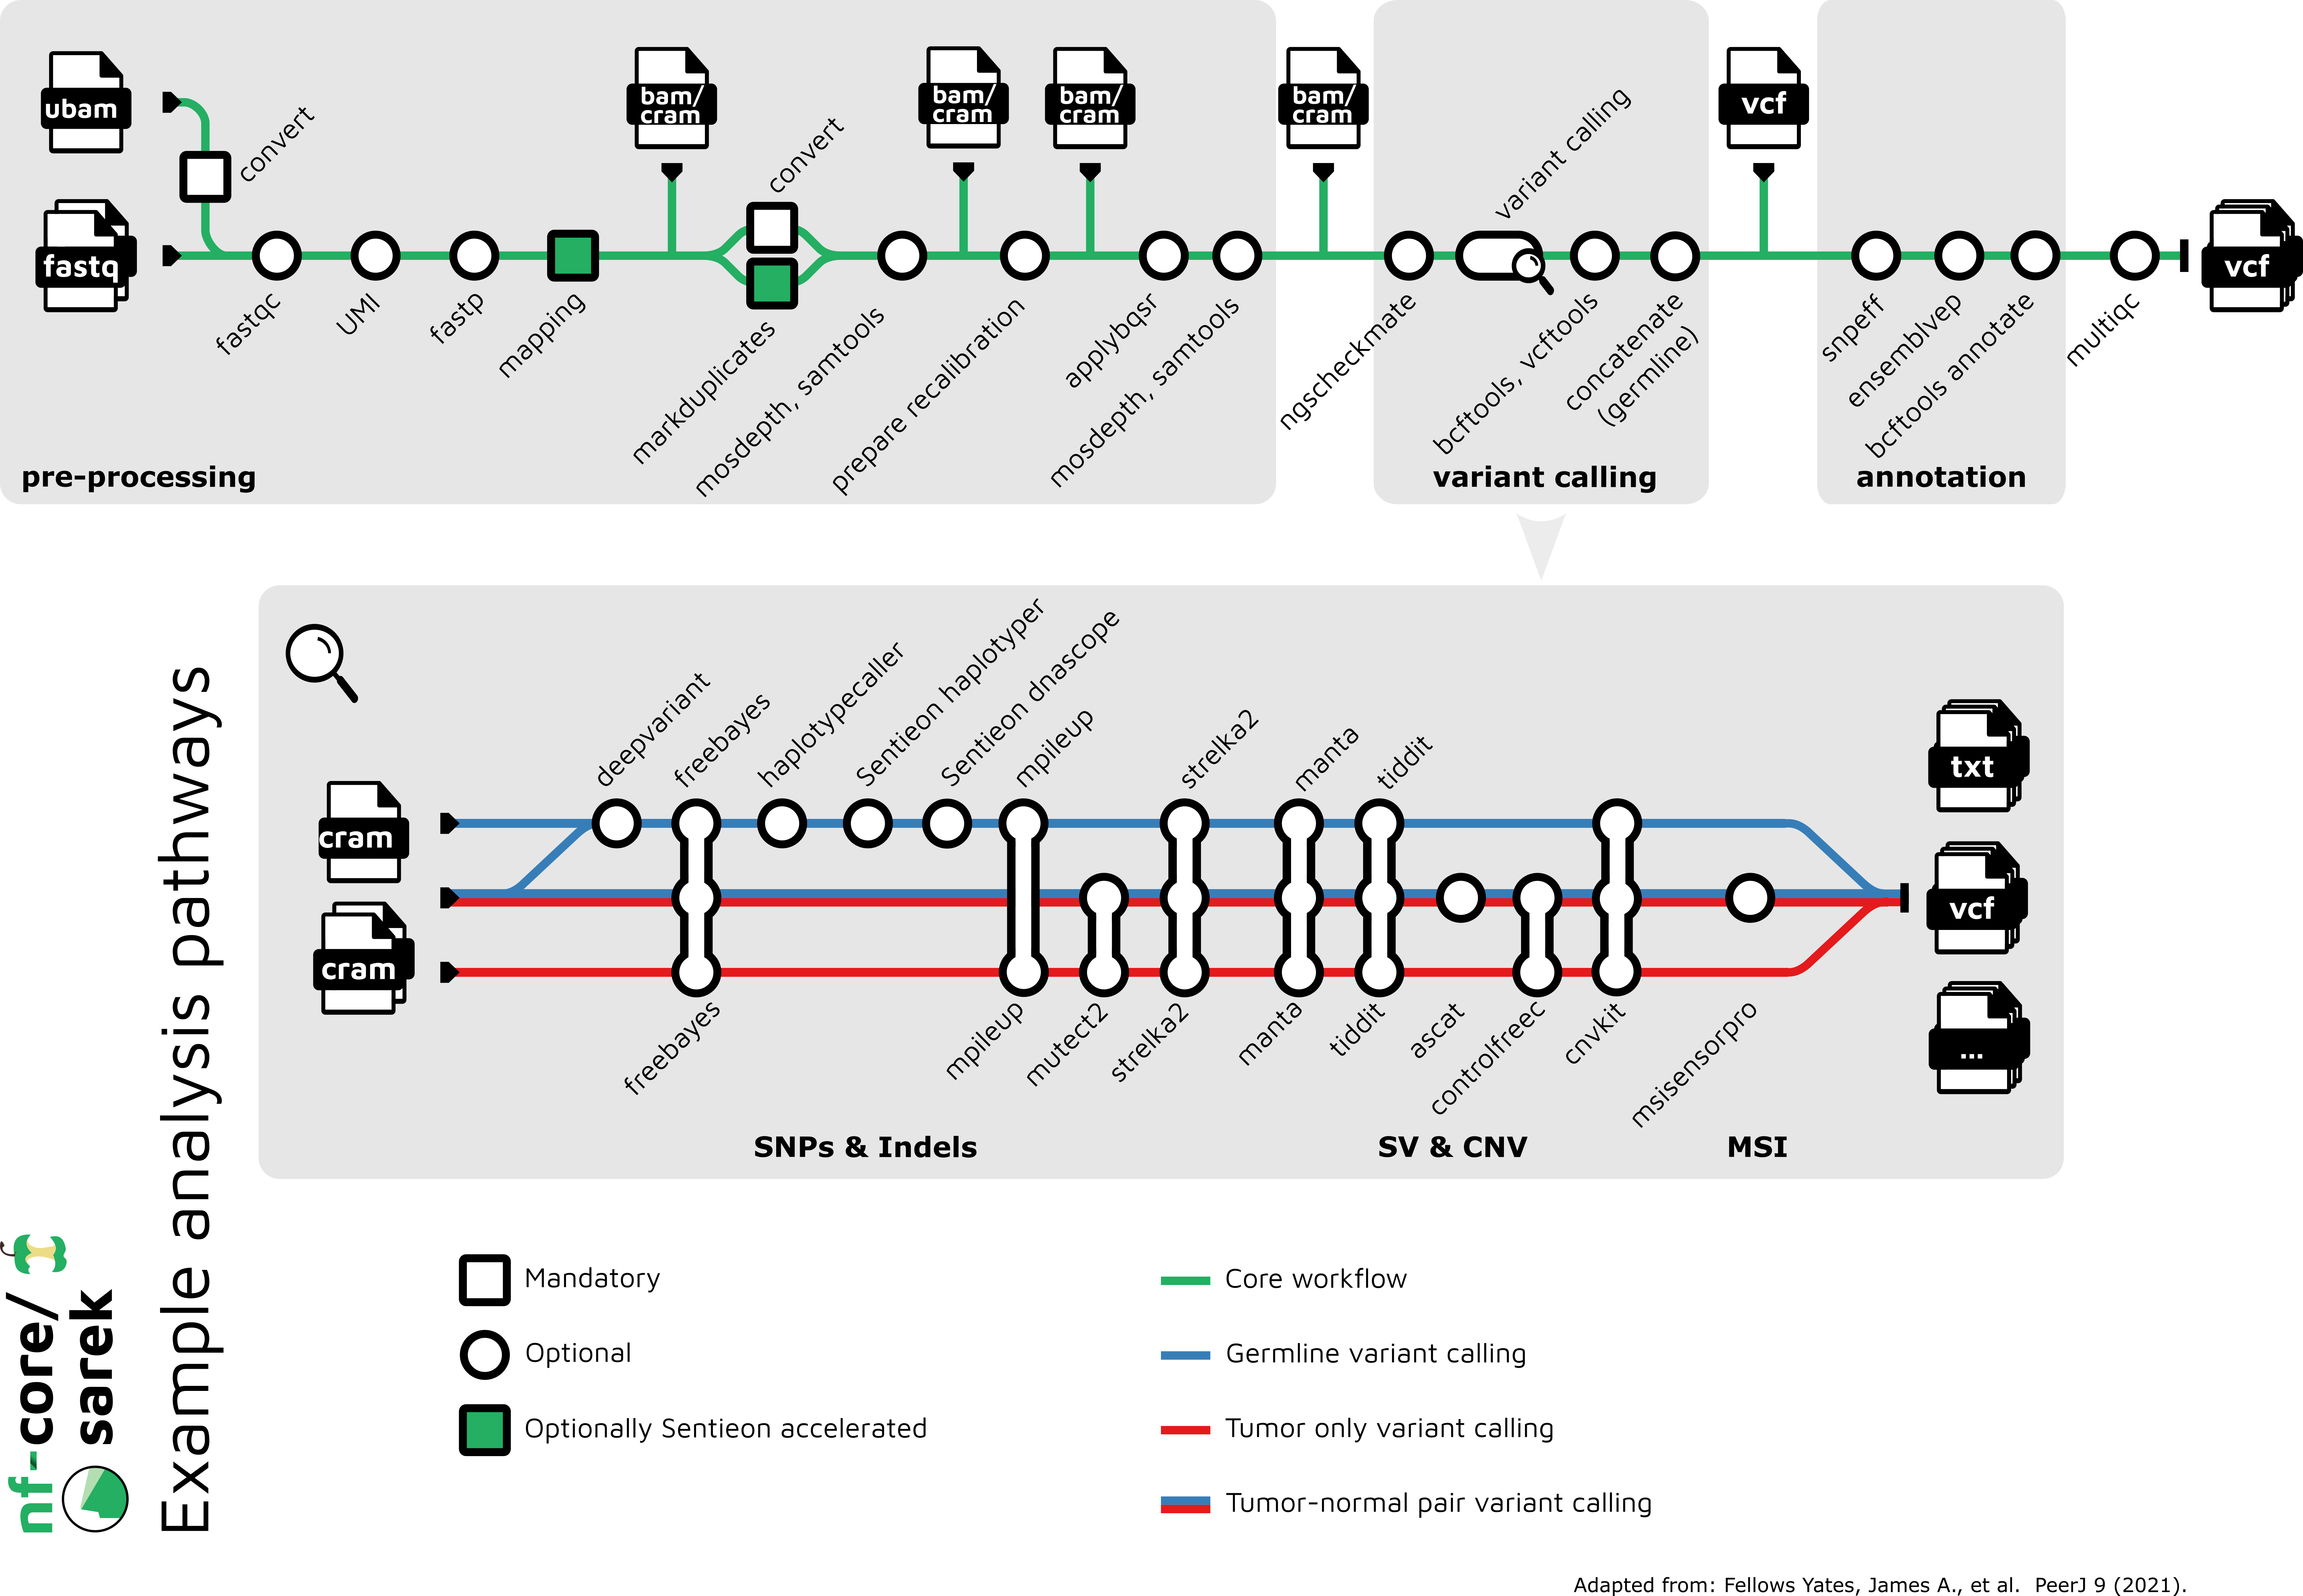 ubam
convert
fastq
fastqc
UMI
fastp
mapping
bam/
cram
convert
markduplicates
mosdepth, samtools
bam/
cram
prepare recalibration
bam/
cram
applybqsr
mosdepth, samtools
pre-processing
bam/
cram
ngscheckmate
variant calling
bcftools, vcftools
concatenate
(germline)
variant calling
vcf
snpeff
ensemblvep
bcftools annotate
annotation
multiqc
vcf
Example analysis pathways
cram
cram
deepvariant
freebayes
haplotypecaller
Sentieon haplotyper
Sentieon dnascope
mpileup
strelka2
manta
tiddit
freebayes
mpileup
mutect2
strelka2
manta
tiddit
ascat
controlfreec
cnvkit
msisensorpro
SNPs & Indels
SV & CNV
MSI
txt
vcf
...
nf-core/
sarek
Mandatory
Optional
Optionally Sentieon accelerated
Core workflow
Germline variant calling
Tumor only variant calling
Tumor-normal pair variant calling
Adapted from: Fellows Yates, James A., et al.  PeerJ 9 (2021).